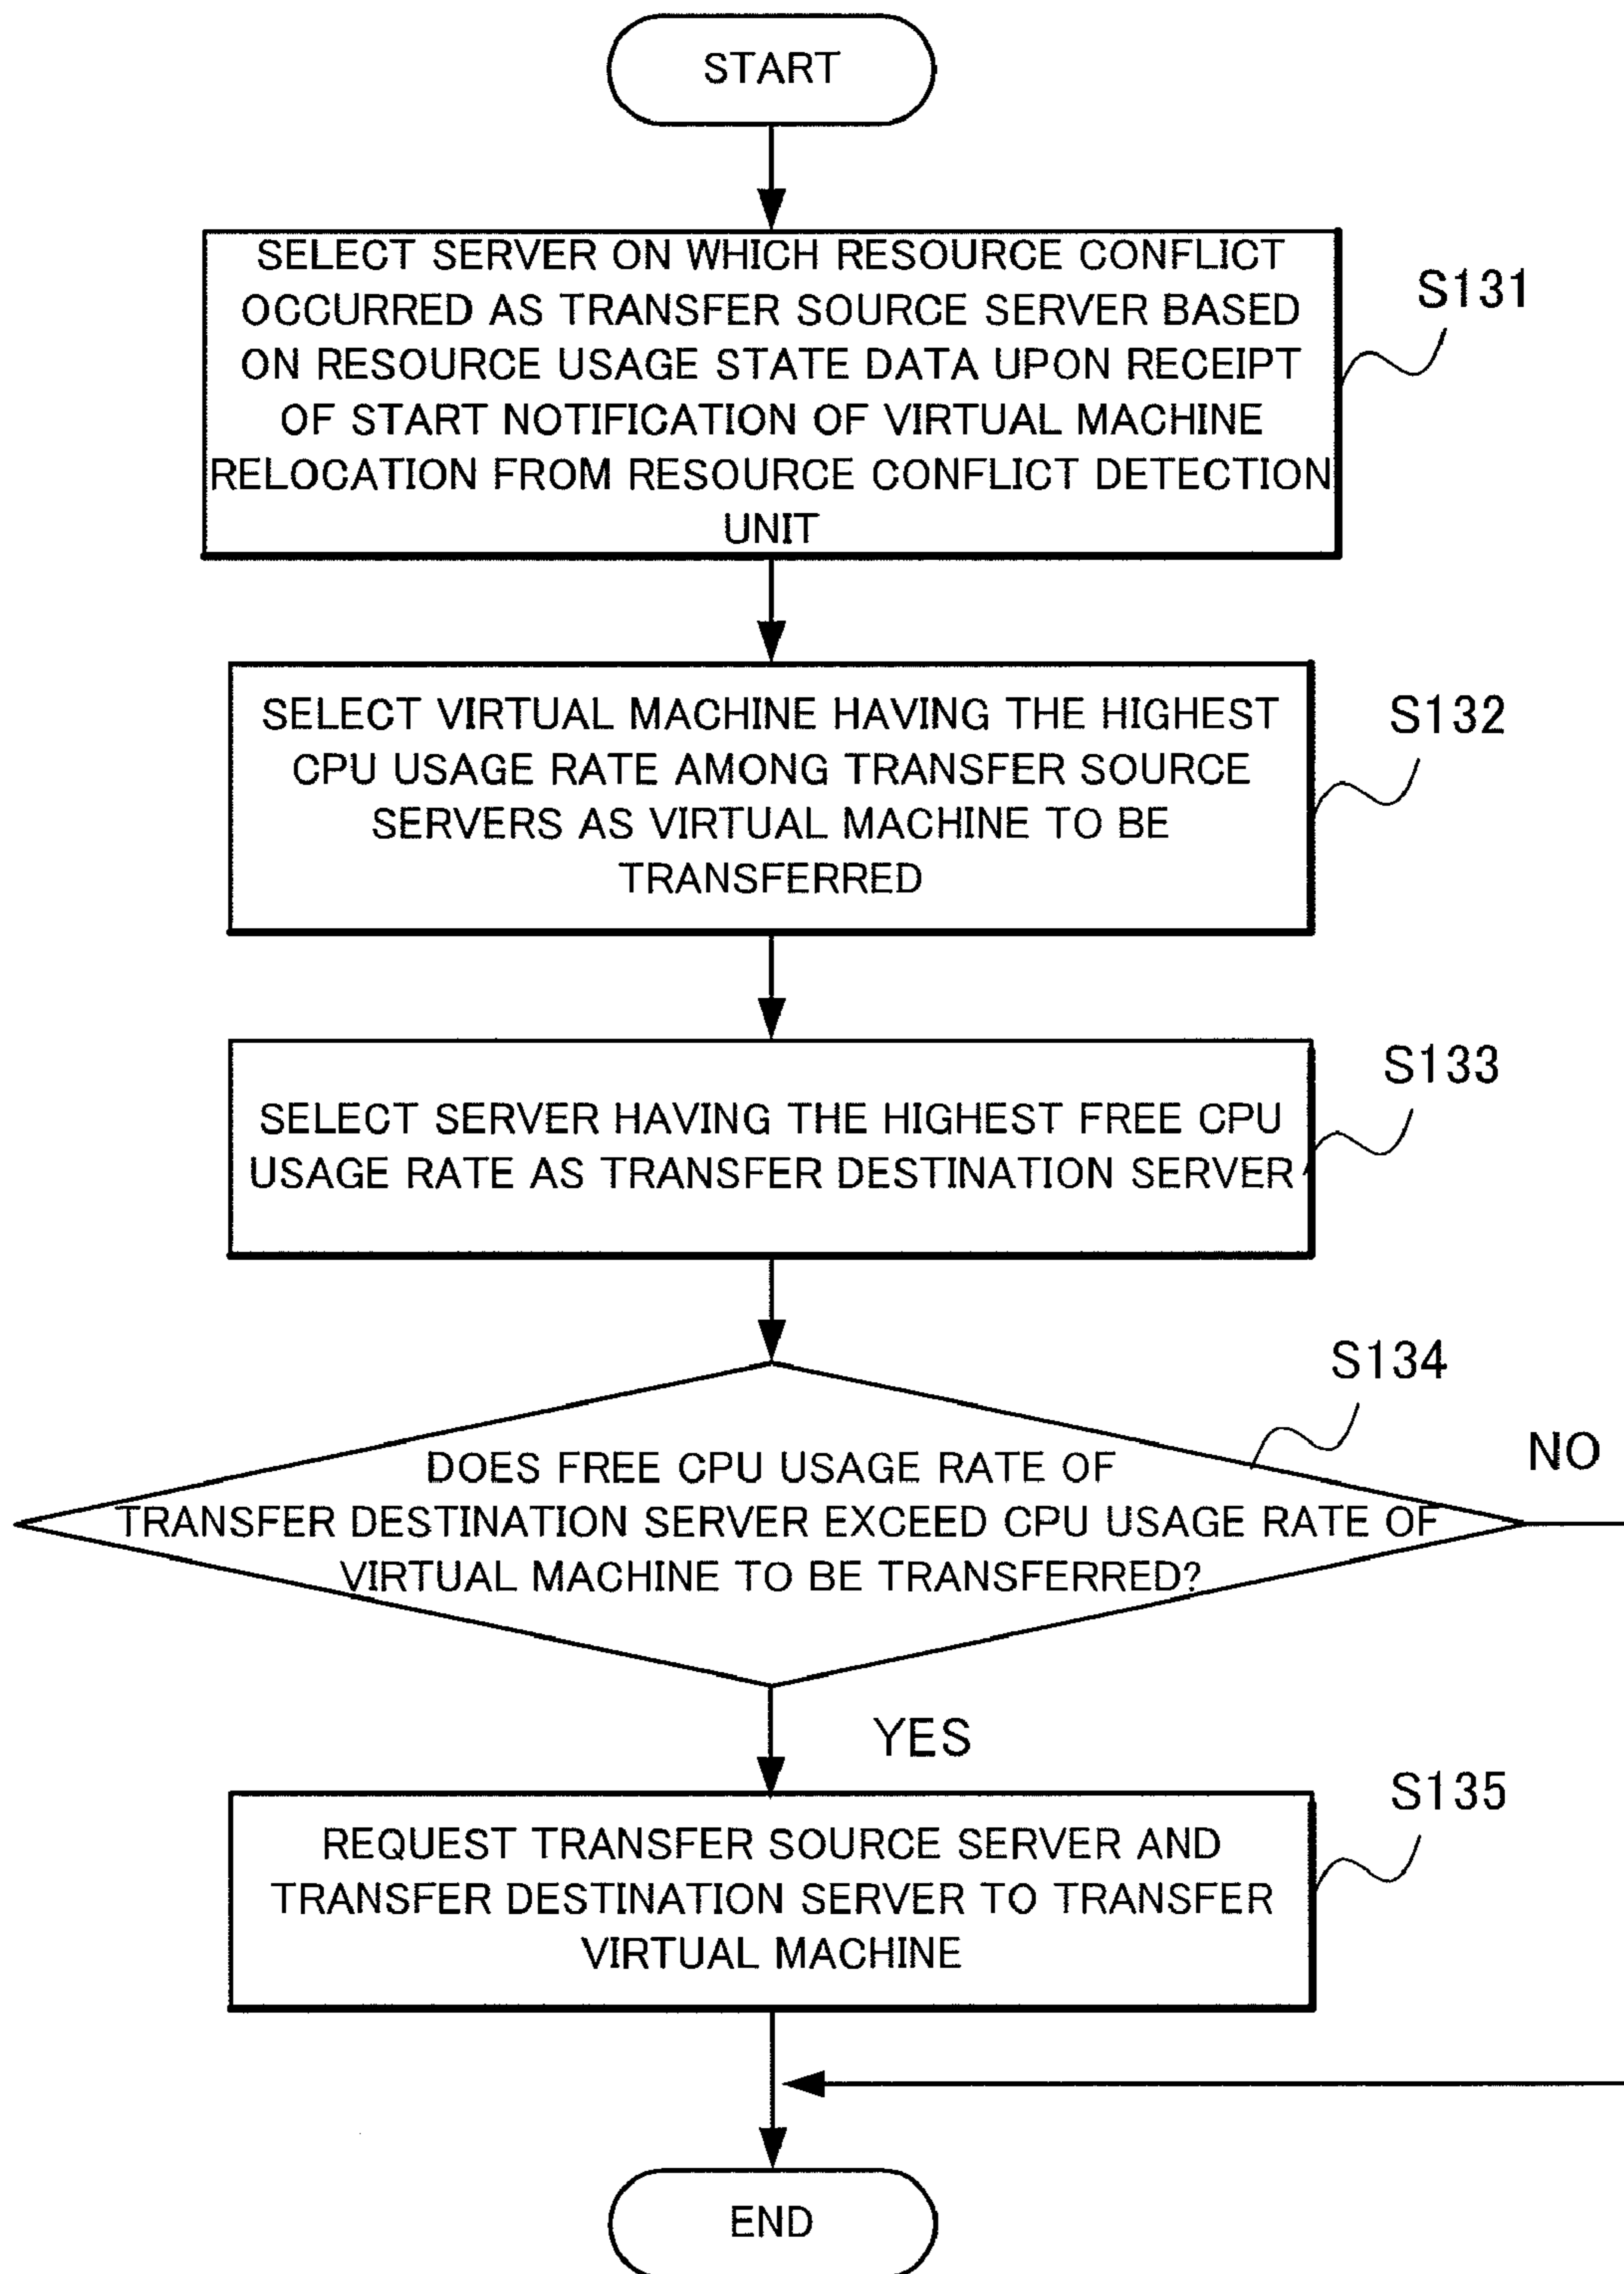 START
SELECT SERVER ON WHICH RESOURCE CONFLICT
OCCURRED AS TRANSFER SOURCE SERVER BASED
ON RESOURCE USAGE STATE DATA UPON RECEIPT
OF START NOTIFICATION OF VIRTUAL MACHINE
RELOCATION FROM RESOURCE CONFLICT DETECTION
UNIT
S131
SELECT VIRTUAL MACHINE HAVING THE HIGHEST
CPU USAGE RATE AMONG TRANSFER SOURCE
SERVERS AS VIRTUAL MACHINE TO BE
TRANSFERRED
S132
SELECT SERVER HAVING THE HIGHEST FREE CPU
USAGE RATE AS TRANSFER DESTINATION SERVER
S133
DOES FREE CPU USAGE RATE OF
TRANSFER DESTINATION SERVER EXCEED CPU USAGE RATE OF
VIRTUAL MACHINE TO BE TRANSFERRED?
S134
NO
YES
REQUEST TRANSFER SOURCE SERVER AND
TRANSFER DESTINATION SERVER TO TRANSFER
VIRTUAL MACHINE
S135
END